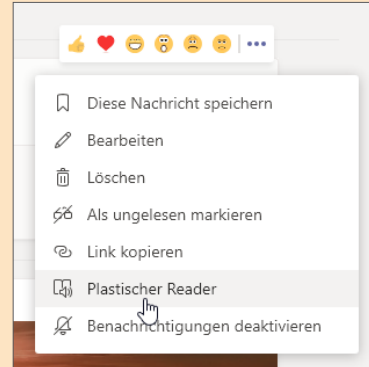 Diese Nachricht speichern
Bearbeiten
Löschen
Als ungelesen markieren
Link kopieren
Plastischer Reader
Benachrichtigungen deaktivieren